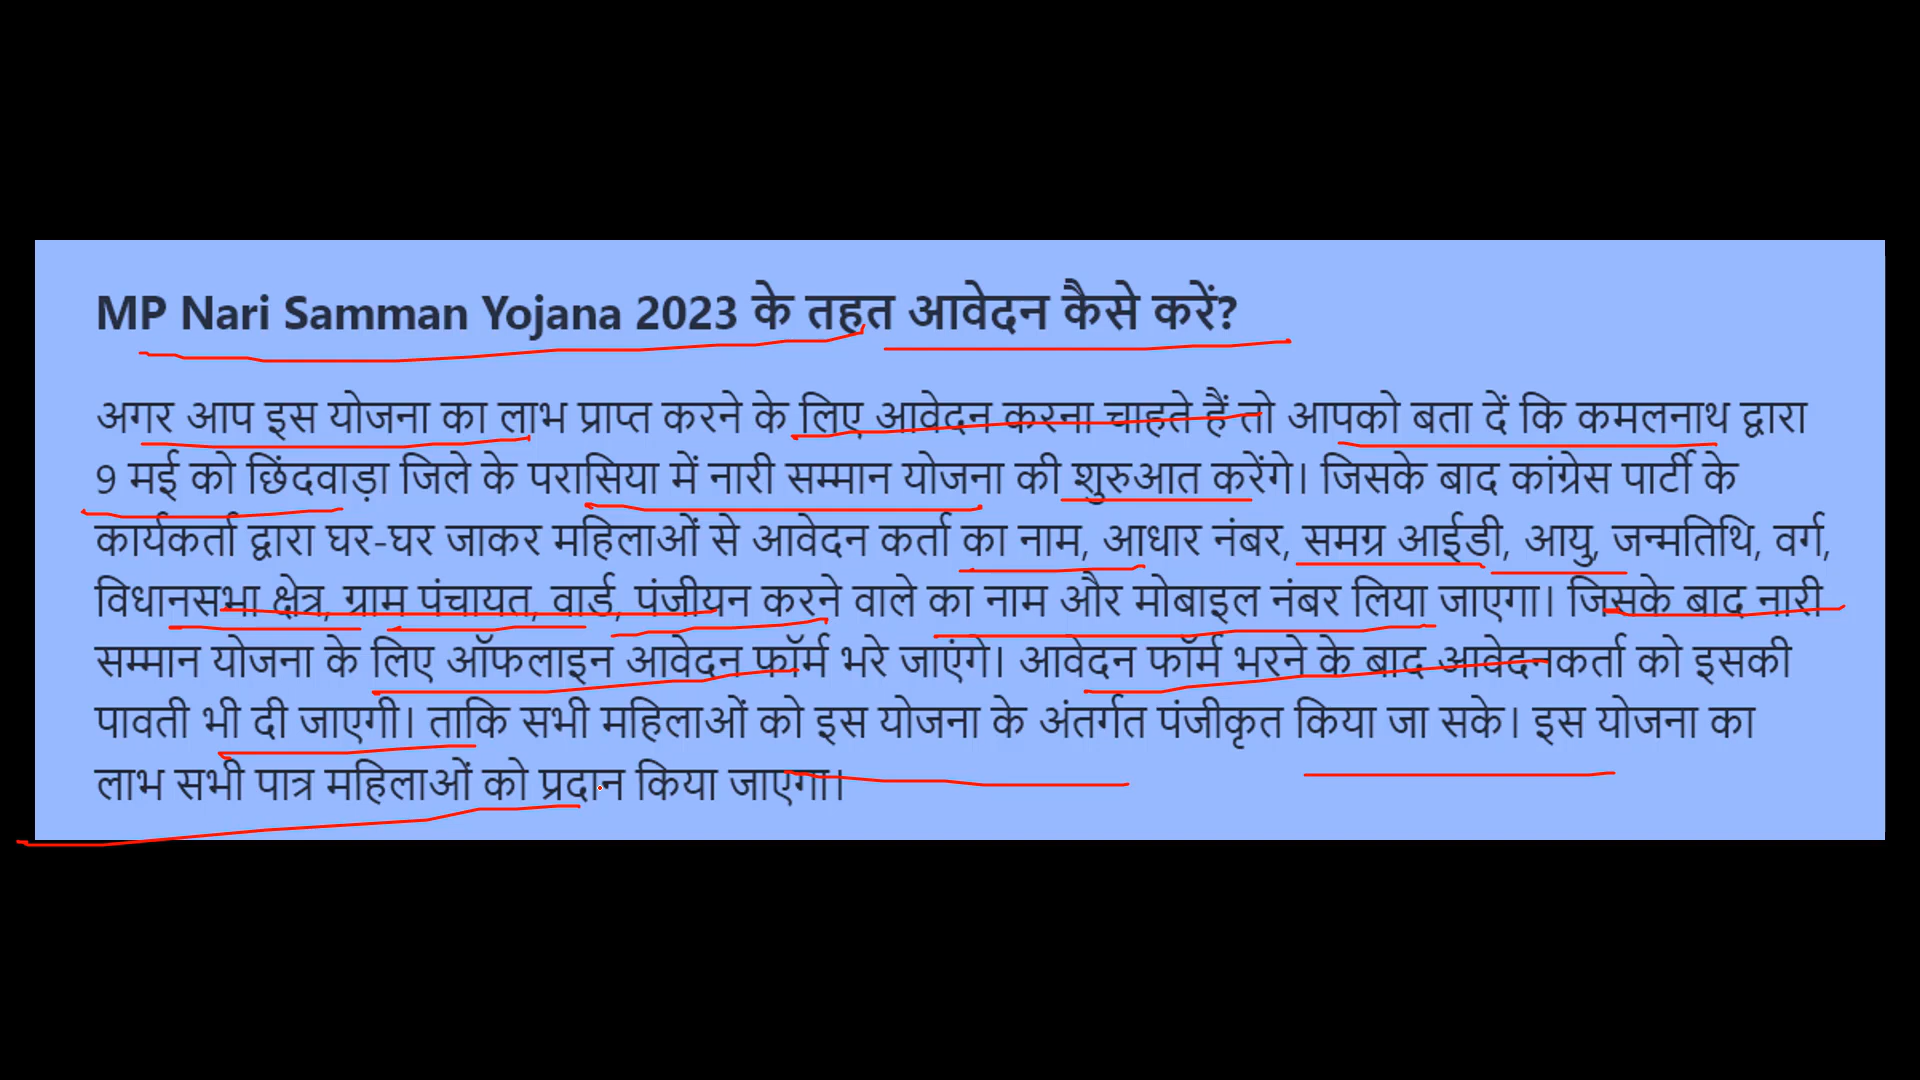 MP Nari Samman Yojana 2023 के तहत आवेदन कैसे करें?
अगर आप इस योजना का लाभ प्राप्त करने के लिए आवेदन करना चाहते हैं तो आपको बता दें कि कमलनाथ द्वारा
9 मई को छिंदवाड़ा जिले के परासिया में नारी सम्मान योजना की शुरुआत करेंगे। जिसके बाद कांग्रेस पार्टी के
कार्यकर्ता द्वारा घर-घर जाकर महिलाओं से आवेदन कर्ता का नाम, आधार नंबर, समग्र आईडी, आयु, जन्मतिथि, वर्ग,
विधानसभा क्षेत्र, ग्राम पंचायत, वार्ड, पंजीयन करने वाले का नाम और मोबाइल नंबर लिया जाएगा। जिसके बाद नारी
सम्मान योजना के लिए ऑफलाइन आवेदन फॉर्म भरे जाएंगे। आवेदन फॉर्म भरने के बाद आवेदनकर्ता को इसकी
पावती भी दी जाएगी। ताकि सभी महिलाओं को इस योजना के अंतर्गत पंजीकृत किया जा सके। इस योजना का
लाभ सभी पात्र महिलाओं को प्रदान किया जाएगा।